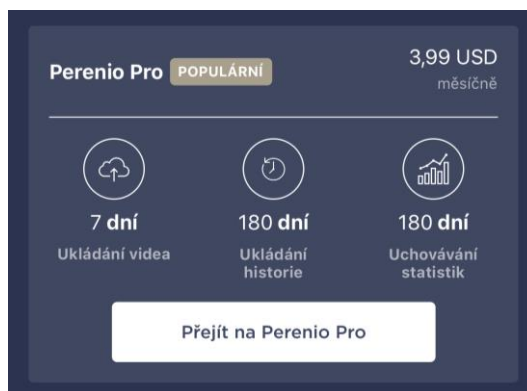 Perenio Pro POPULÁRNÍ 3,99 USD
měsíčně
7 dní 180 dní 180 dní
Ukládání videa Ukládání historie Uchovávání statistik
Přejít na Perenio Pro